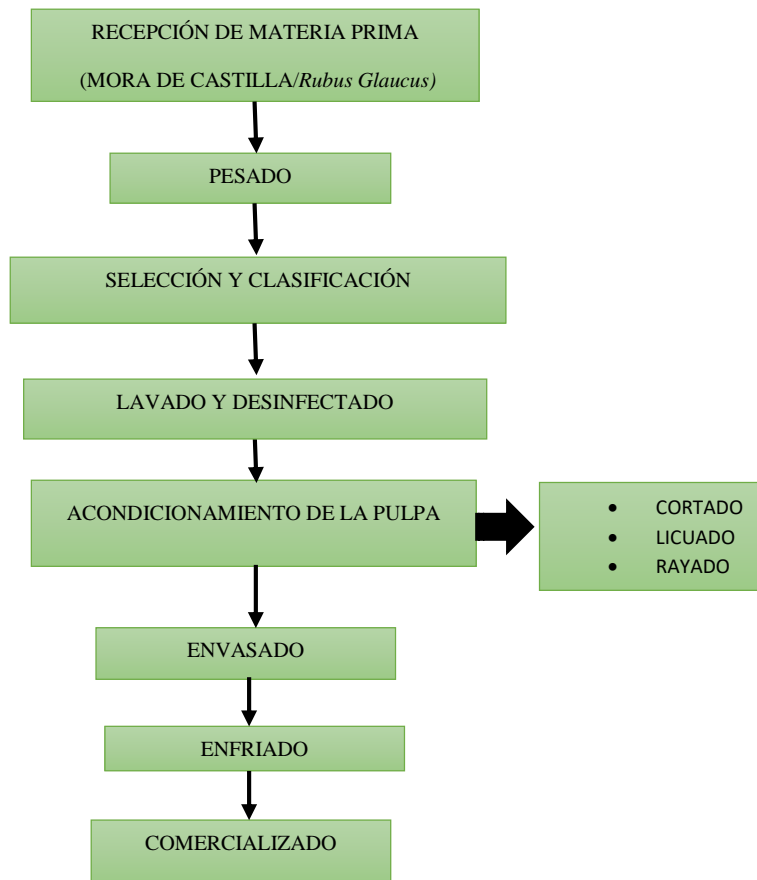 RECEPCIÓN DE MATERIA PRIMA
(MORA DE CASTILLA/Rubus Glaucus)
PESADO
SELECCIÓN Y CLASIFICACIÓN
LAVADO Y DESINFECTADO
ACONDICIONAMIENTO DE LA PULPA
• CORTADO
• LICUADO
• RAYADO
ENVASADO
ENFRIADO
COMERCIALIZADO